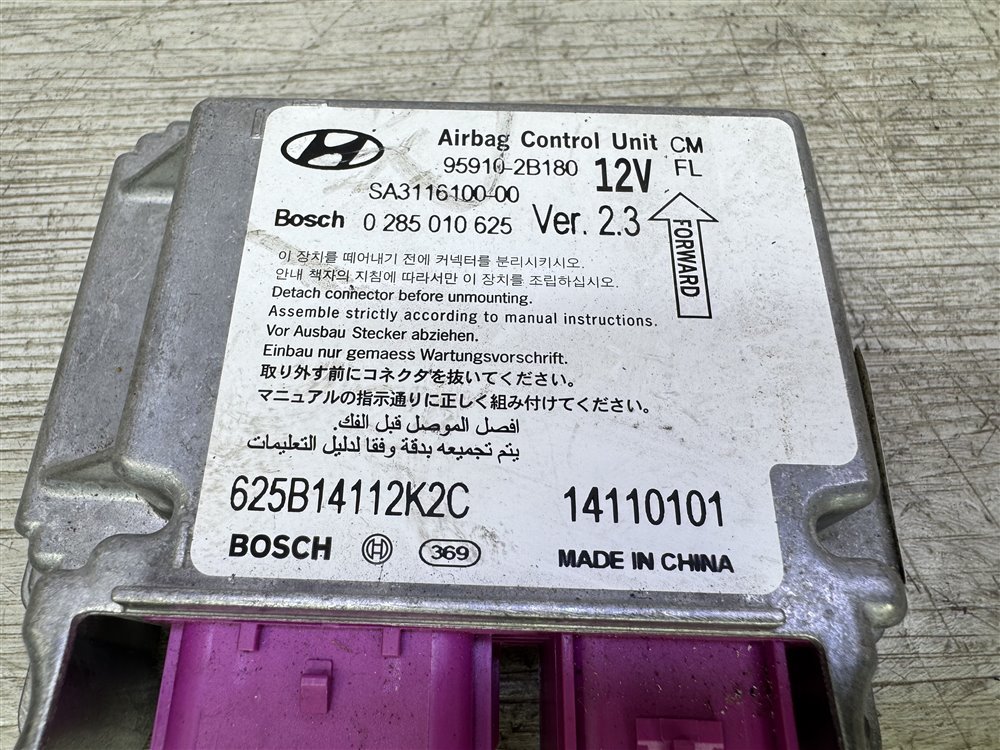 Airbag Control Unit CM
95910-2B180 12V FL
SA3116100-00
Bosch 0 285 010 625 Ver. 2.3
FORWARD
이 장치를 떼어내기 전에 커넥터를 분리시키시오.
안내 책자의 지침에 따라서만 이 장치를 조립하십시오.
Detach connector before unmounting.
Assemble strictly according to manual instructions.
Vor Ausbau Stecker abziehen.
Einbau nur gemaess Wartungsvorschrift.
取り外す前にコネクタを抜いてください。
マニュアルの指示通りに正しく組み付けてください。
افصل الموصل قبل الفك.
يتم تجميعه بدقة وفقا لدليل التعليمات
625B14112K2C 14110101
BOSCH 369 MADE IN CHINA